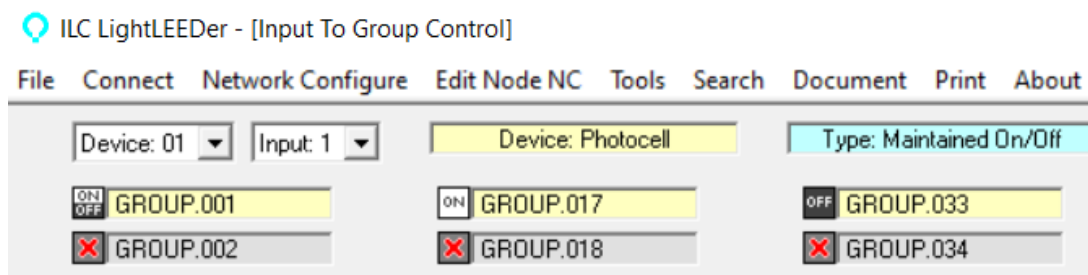 ILC LightLEEDer - [Input To Group Control]
File Connect Network Configure Edit Node NC Tools Search Document Print About
Device: 01 Input: 1 Device: Photocell Type: Maintained On/Off
ON OFF GROUP.001 ON GROUP.017 OFF GROUP.033
GROUP.002 GROUP.018 GROUP.034